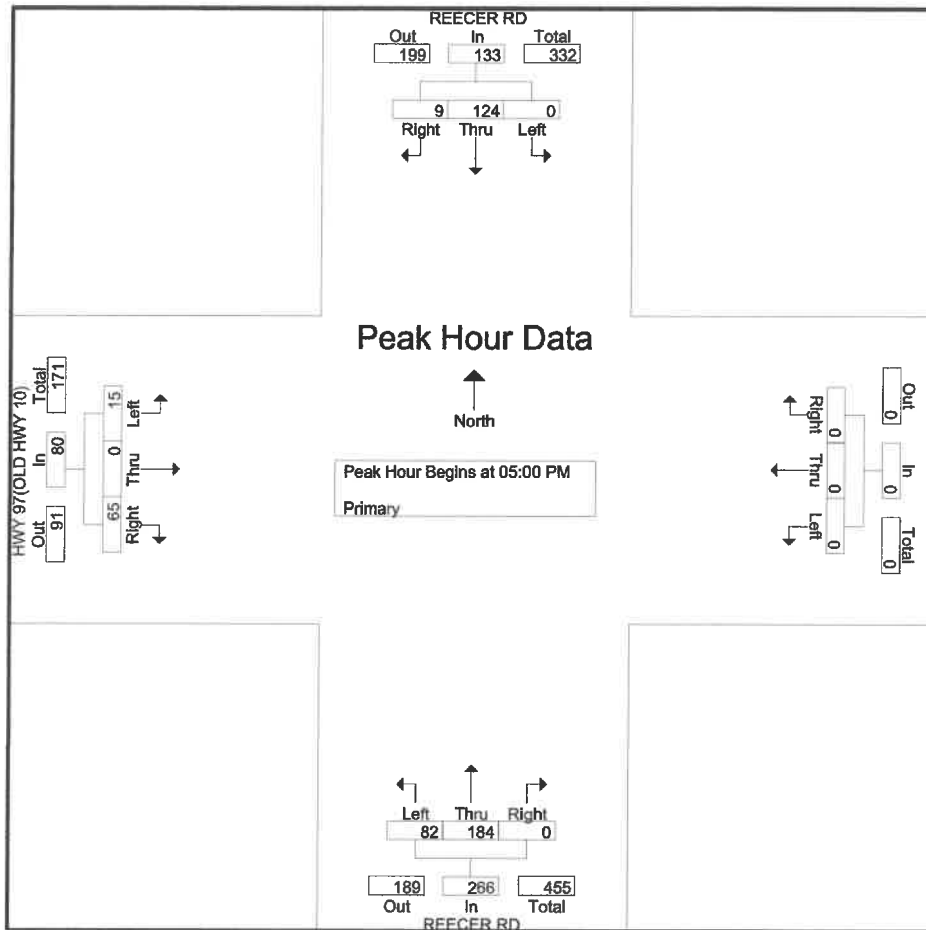 REECER RD
Out In Total
199 133 332
9 124 0
Right Thru Left
Peak Hour Data
North
Peak Hour Begins at 05:00 PM
Primary
HWY 97(OLD HWY 10)
Total In Out
171 80 91
15 0 65
Left Thru Right
Right Thru Left
0 0 0
Out In Total
0 0 0
Left Thru Right
82 184 0
189 266 455
Out In Total
REECER RD